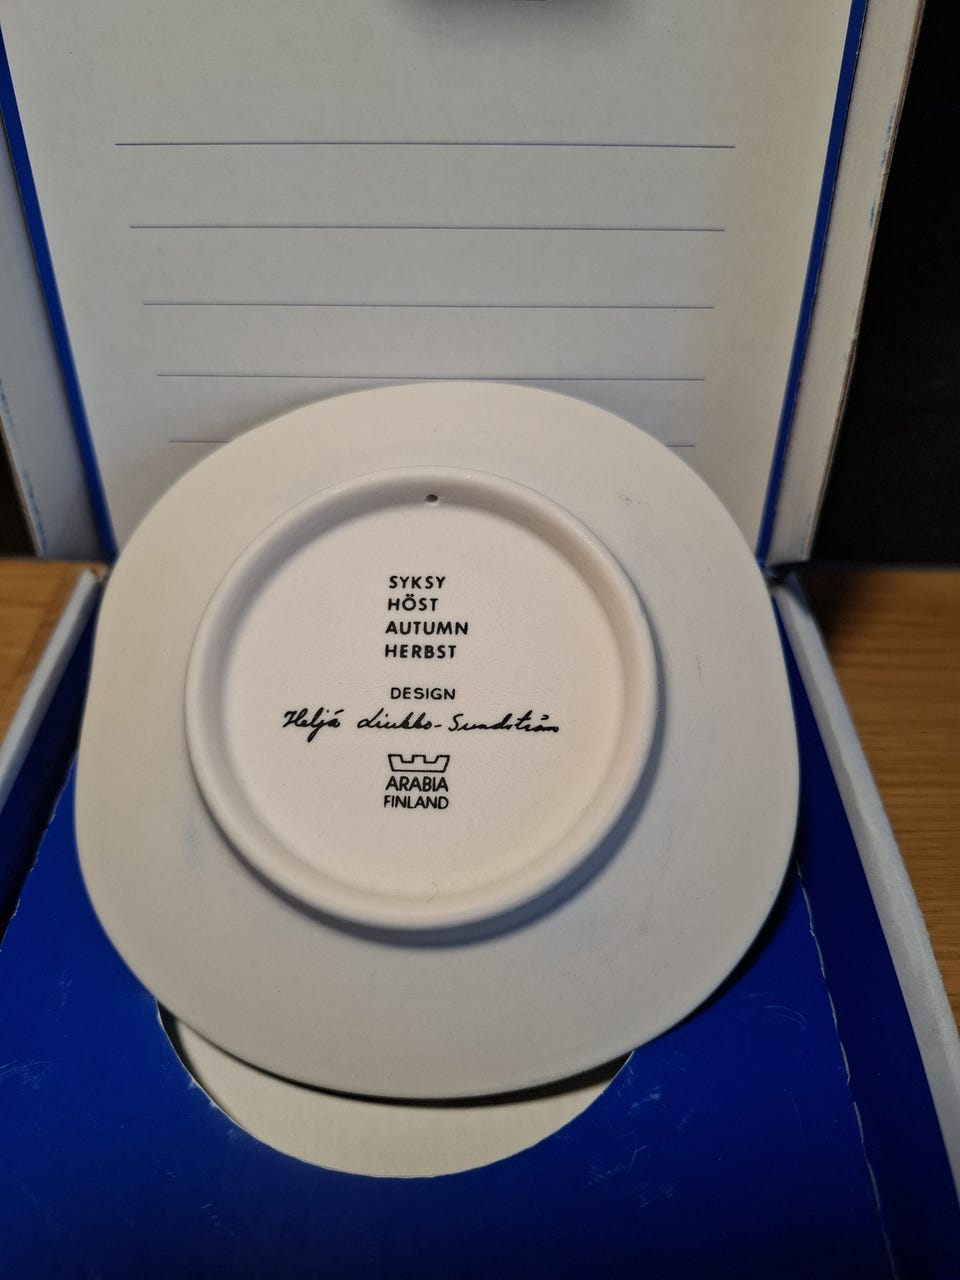 SYKSY
HÖST
AUTUMN
HERBST
DESIGN
Heljä Liukko-Sundström
ARABIA
FINLAND